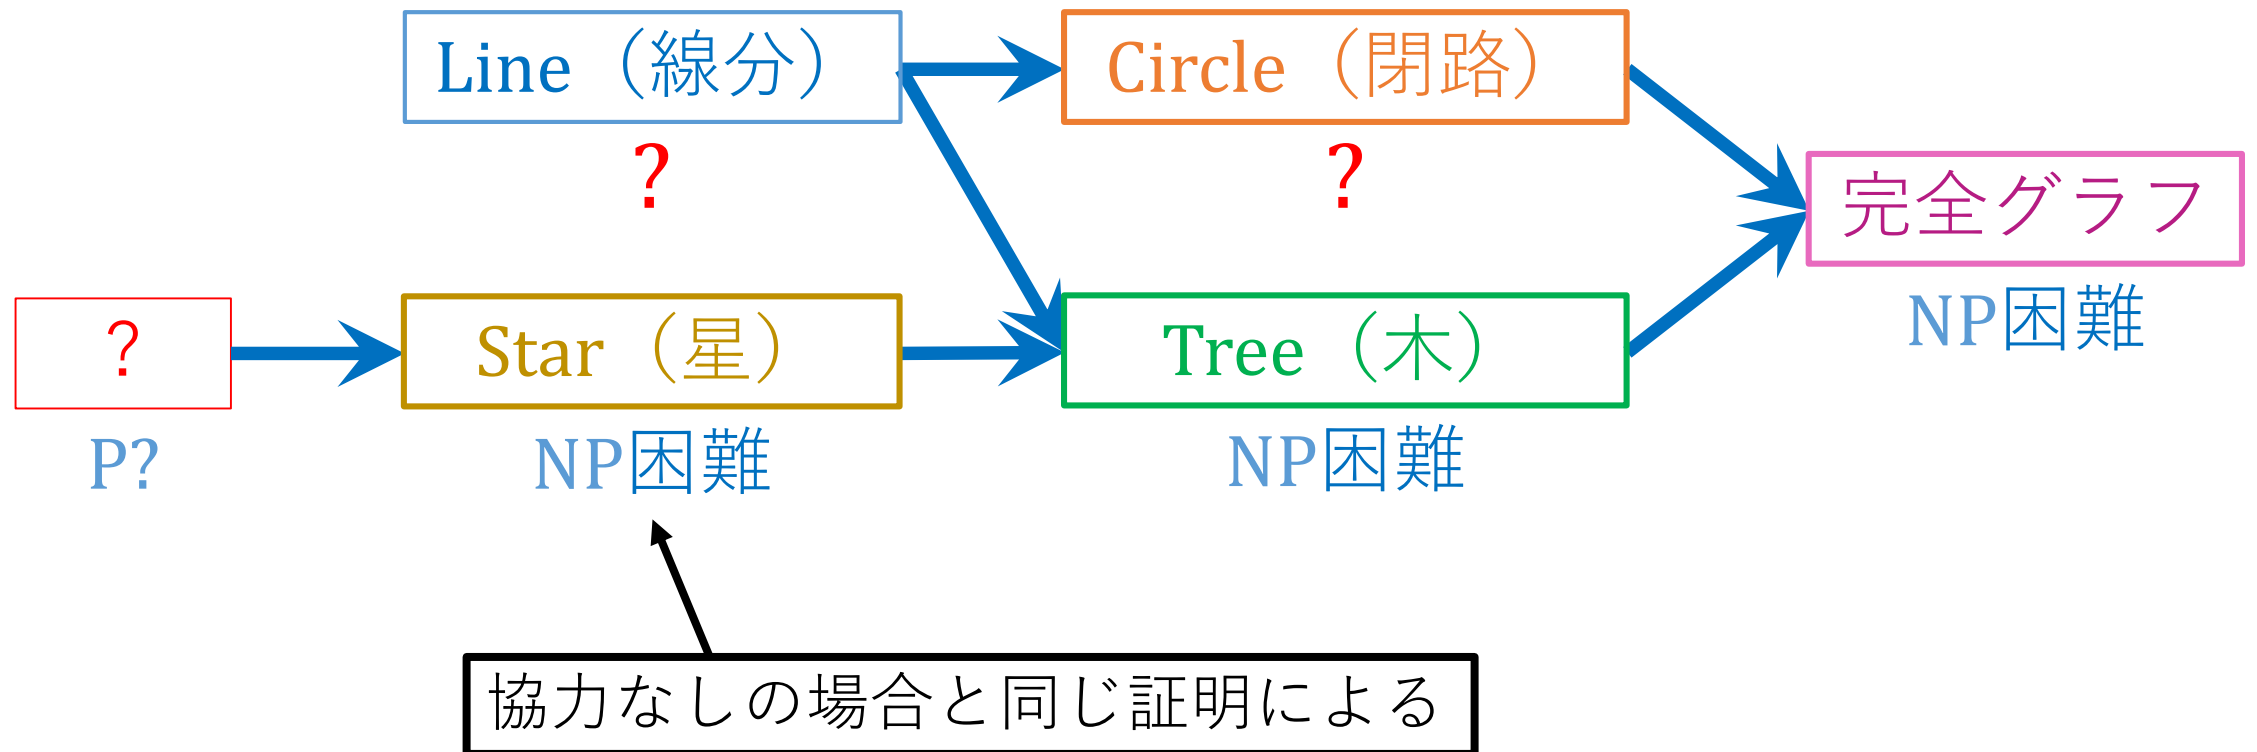 Line（線分）
Circle（閉路）
?
?
完全グラフ
NP困難
?
Star（星）
Tree（木）
P?
NP困難
NP困難
協力なしの場合と同じ証明による